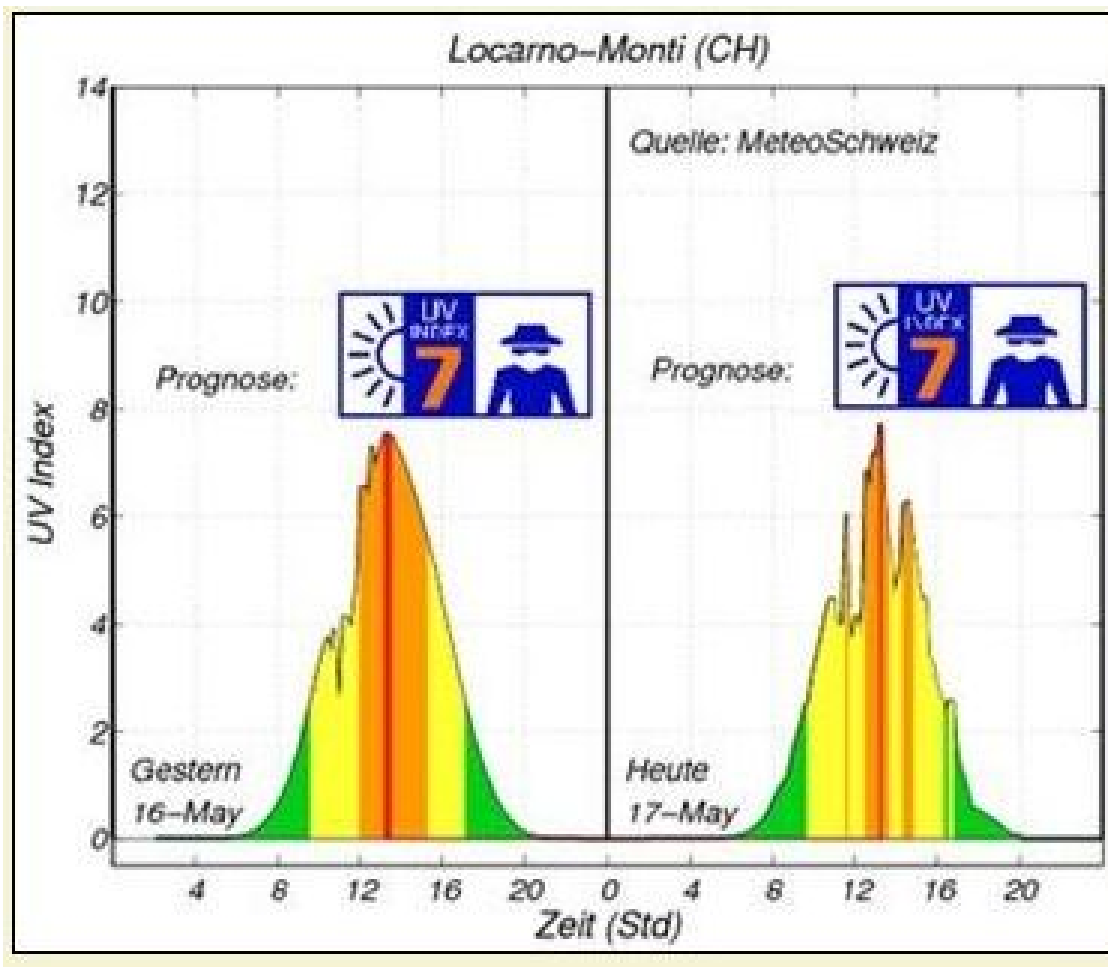 Locarno-Monti (CH)
Quelle: MeteoSchweiz
UV Index
14
12
10
8
6
4
2
0
Prognose:
UV
INDEX
7
Gestern
16-May
Prognose:
UV
INDEX
7
Heute
17-May
4 8 12 16 20 0 4 8 12 16 20
Zeit (Std)